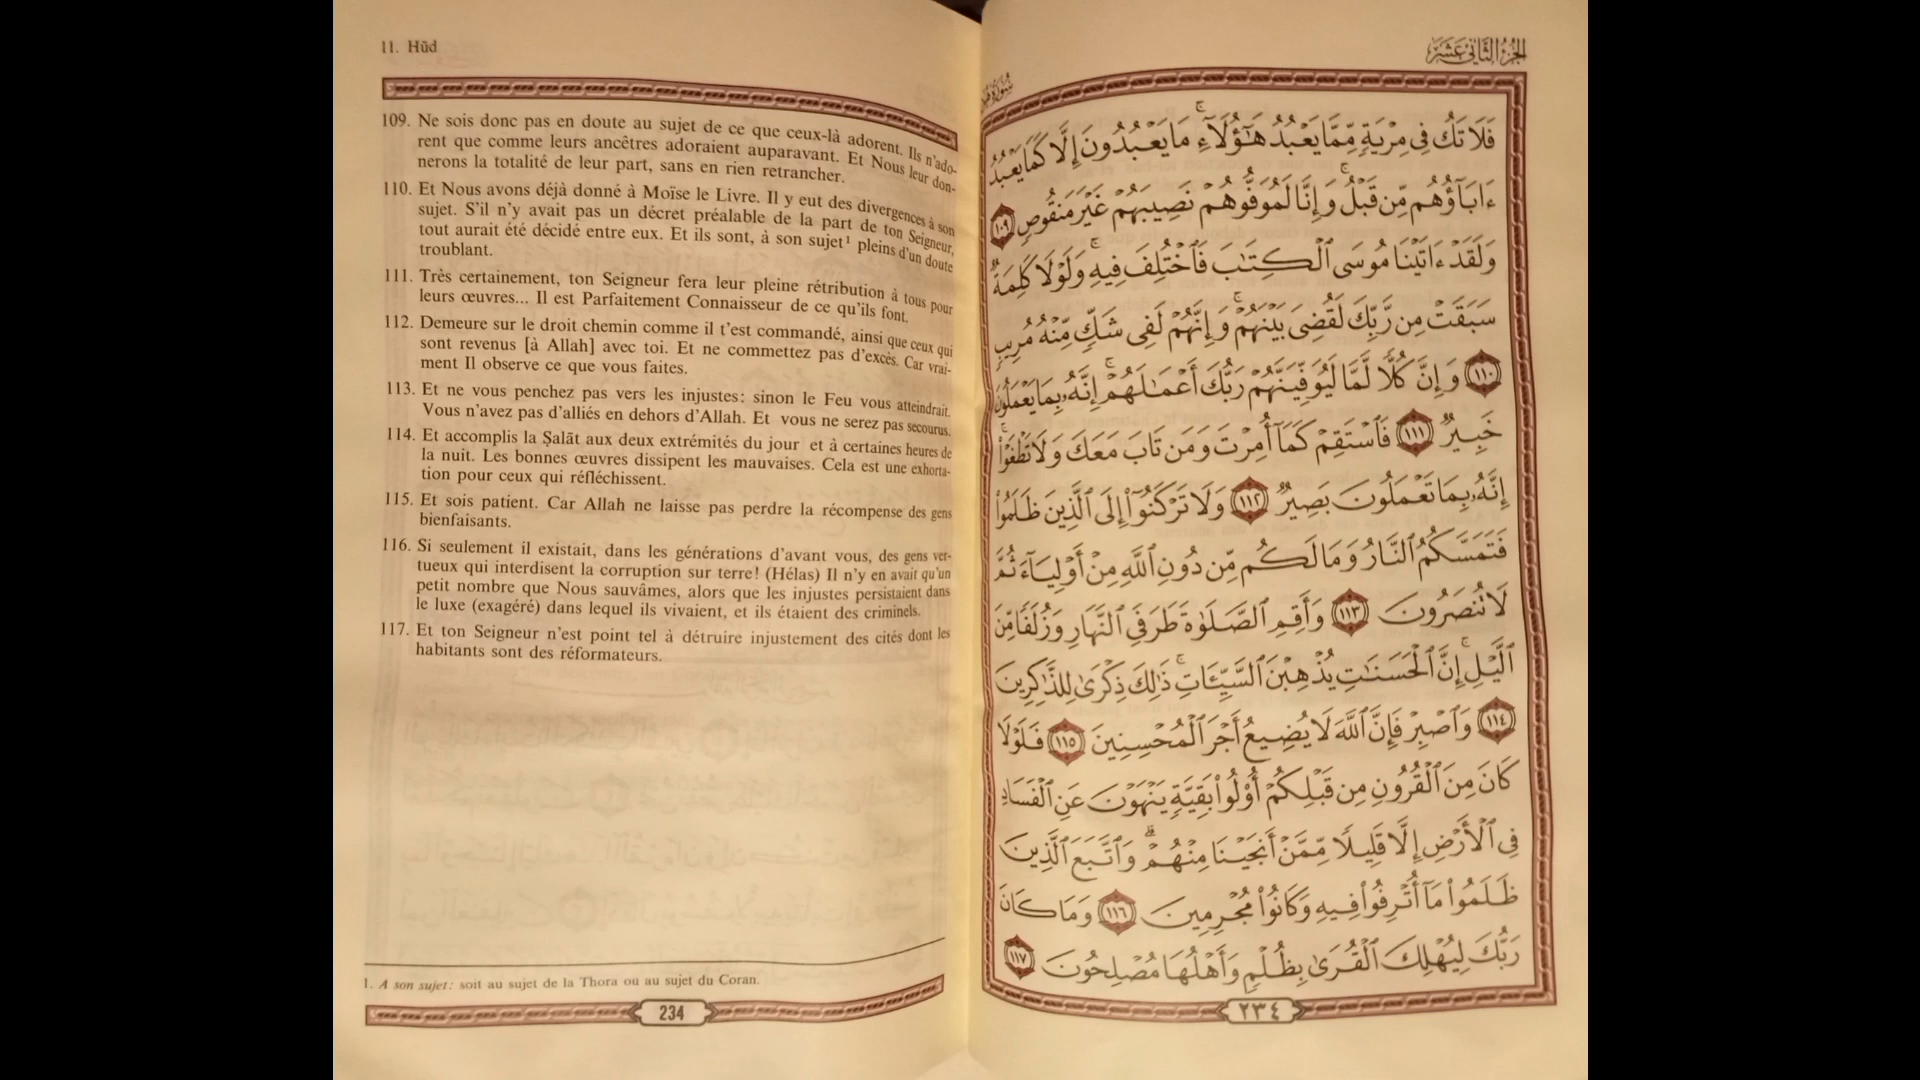 11. Hūd
109. Ne sois donc pas en doute au sujet de ce que ceux-là adorent. Ils n'ado-
rent que comme leurs ancêtres adoraient auparavant. Et Nous leur don-
nerons la totalité de leur part, sans en rien retrancher.
110. Et Nous avons déjà donné à Moïse le Livre. Il y eut des divergences à son
sujet. S'il n'y avait pas un décret préalable de la part de ton Seigneur,
tout aurait été décidé entre eux. Et ils sont, à son sujet¹ pleins d'un doute
troublant.
111. Très certainement, ton Seigneur fera leur pleine rétribution à tous pour
leurs œuvres... Il est Parfaitement Connaisseur de ce qu'ils font.
112. Demeure sur le droit chemin comme il t'est commandé, ainsi que ceux qui
sont revenus [à Allah] avec toi. Et ne commettez pas d'excès. Car vrai-
ment Il observe ce que vous faites.
113. Et ne vous penchez pas vers les injustes: sinon le Feu vous atteindrait.
Vous n'avez pas d'alliés en dehors d'Allah. Et vous ne serez pas secourus.
114. Et accomplis la Ṣalāt aux deux extrémités du jour et à certaines heures de
la nuit. Les bonnes œuvres dissipent les mauvaises. Cela est une exhorta-
tion pour ceux qui réfléchissent.
115. Et sois patient. Car Allah ne laisse pas perdre la récompense des gens
bienfaisants.
116. Si seulement il existait, dans les générations d'avant vous, des gens ver-
tueux qui interdisent la corruption sur terre! (Hélas) Il n'y en avait qu'un
petit nombre que Nous sauvâmes, alors que les injustes persistaient dans
le luxe (exagéré) dans lequel ils vivaient, et ils étaient des criminels.
117. Et ton Seigneur n'est point tel à détruire injustement des cités dont les
habitants sont des réformateurs.
1. A son sujet: soit au sujet de la Thora ou au sujet du Coran.
234
الجزء الثاني عشر
فَلَا تَكُ فِى مِرْيَةٍ مِّمَّا يَعْبُدُ هَٰٓؤُلَآءِ ۚ مَا يَعْبُدُونَ إِلَّا كَمَا يَعْبُدُ
ءَابَآؤُهُم مِّن قَبْلُ ۚ وَإِنَّا لَمُوَفُّوهُمْ نَصِيبَهُمْ غَيْرَ مَنقُوصٍ ١٠٩
وَلَقَدْ ءَاتَيْنَا مُوسَى ٱلْكِتَٰبَ فَٱخْتُلِفَ فِيهِ ۚ وَلَوْلَا كَلِمَةٌ
سَبَقَتْ مِن رَّبِّكَ لَقُضِىَ بَيْنَهُمْ ۚ وَإِنَّهُمْ لَفِى شَكٍّ مِّنْهُ مُرِيبٍ
١١٠ وَإِنَّ كُلًّا لَّمَّا لَيُوَفِّيَنَّهُمْ رَبُّكَ أَعْمَٰلَهُمْ ۚ إِنَّهُۥ بِمَا يَعْمَلُونَ
خَبِيرٌ ١١١ فَٱسْتَقِمْ كَمَآ أُمِرْتَ وَمَن تَابَ مَعَكَ وَلَا تَطْغَوْا۟ ۚ
إِنَّهُۥ بِمَا تَعْمَلُونَ بَصِيرٌ ١١٢ وَلَا تَرْكَنُوٓا۟ إِلَى ٱلَّذِينَ ظَلَمُوا۟
فَتَمَسَّكُمُ ٱلنَّارُ وَمَا لَكُم مِّن دُونِ ٱللَّهِ مِنْ أَوْلِيَآءَ ثُمَّ
لَا تُنصَرُونَ ١١٣ وَأَقِمِ ٱلصَّلَوٰةَ طَرَفَىِ ٱلنَّهَارِ وَزُلَفًا مِّنَ
ٱلَّيْلِ ۚ إِنَّ ٱلْحَسَنَٰتِ يُذْهِبْنَ ٱلسَّيِّـَٔاتِ ۚ ذَٰلِكَ ذِكْرَىٰ لِلذَّٰكِرِينَ
١١٤ وَٱصْبِرْ فَإِنَّ ٱللَّهَ لَا يُضِيعُ أَجْرَ ٱلْمُحْسِنِينَ ١١٥ فَلَوْلَا
كَانَ مِنَ ٱلْقُرُونِ مِن قَبْلِكُمْ أُو۟لُوا۟ بَقِيَّةٍ يَنْهَوْنَ عَنِ ٱلْفَسَادِ
فِى ٱلْأَرْضِ إِلَّا قَلِيلًا مِّمَّنْ أَنجَيْنَا مِنْهُمْ ۗ وَٱتَّبَعَ ٱلَّذِينَ
ظَلَمُوا۟ مَآ أُتْرِفُوا۟ فِيهِ وَكَانُوا۟ مُجْرِمِينَ ١١٦ وَمَا كَانَ
رَبُّكَ لِيُهْلِكَ ٱلْقُرَىٰ بِظُلْمٍ وَأَهْلُهَا مُصْلِحُونَ ١١٧
٢٣٤